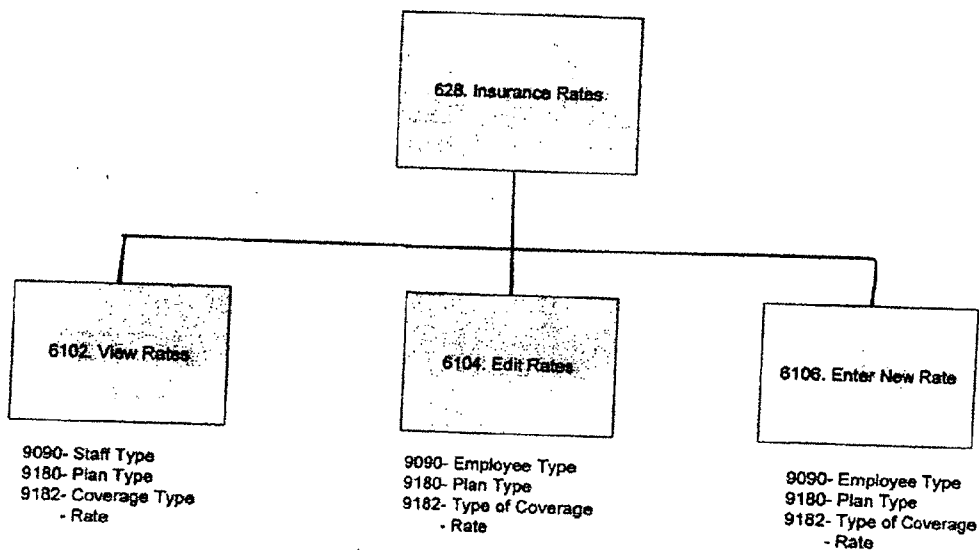 628. Insurance Rates
6102. View Rates
6104. Edit Rates
6106. Enter New Rate
9090- Staff Type
9180- Plan Type
9182- Coverage Type
- Rate
9090- Employee Type
9180- Plan Type
9182- Type of Coverage
- Rate
9090- Employee Type
9180- Plan Type
9182- Type of Coverage
- Rate